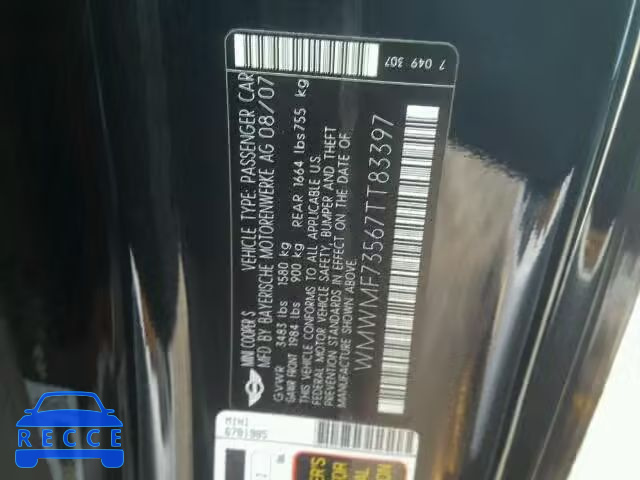 MINI COOPER S VEHICLE TYPE: PASSENGER CAR
MFD BY BAYERISCHE MOTORENWERKE AG 08/07
GVWR 3483 lbs 1580 kg
GAWR FRONT 1984 lbs 900 kg REAR 1664 lbs 755 kg
THIS VEHICLE CONFORMS TO ALL APPLICABLE U.S.
FEDERAL MOTOR VEHICLE SAFETY, BUMPER AND THEFT
PREVENTION STANDARDS IN EFFECT ON THE DATE OF
MANUFACTURE SHOWN ABOVE.
WMWMF73567TT83397
7 049 307
MINI
6781985
RECCE